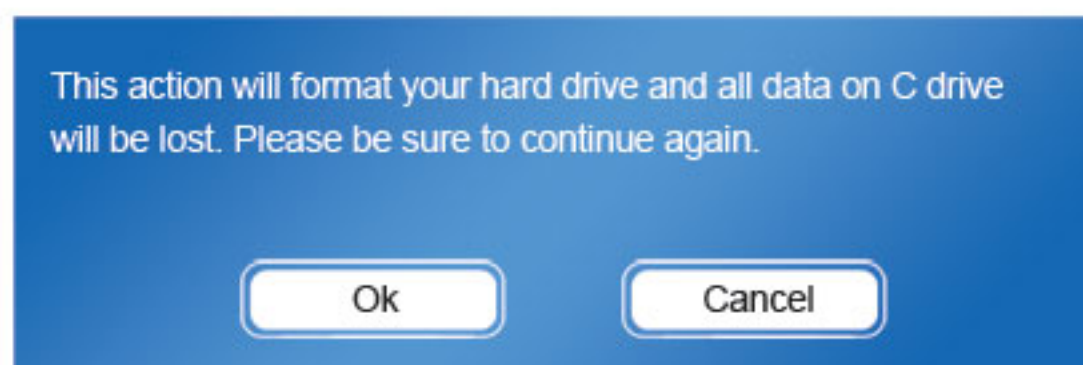 This action will format your hard drive and all data on C drive
will be lost. Please be sure to continue again.
Ok
Cancel